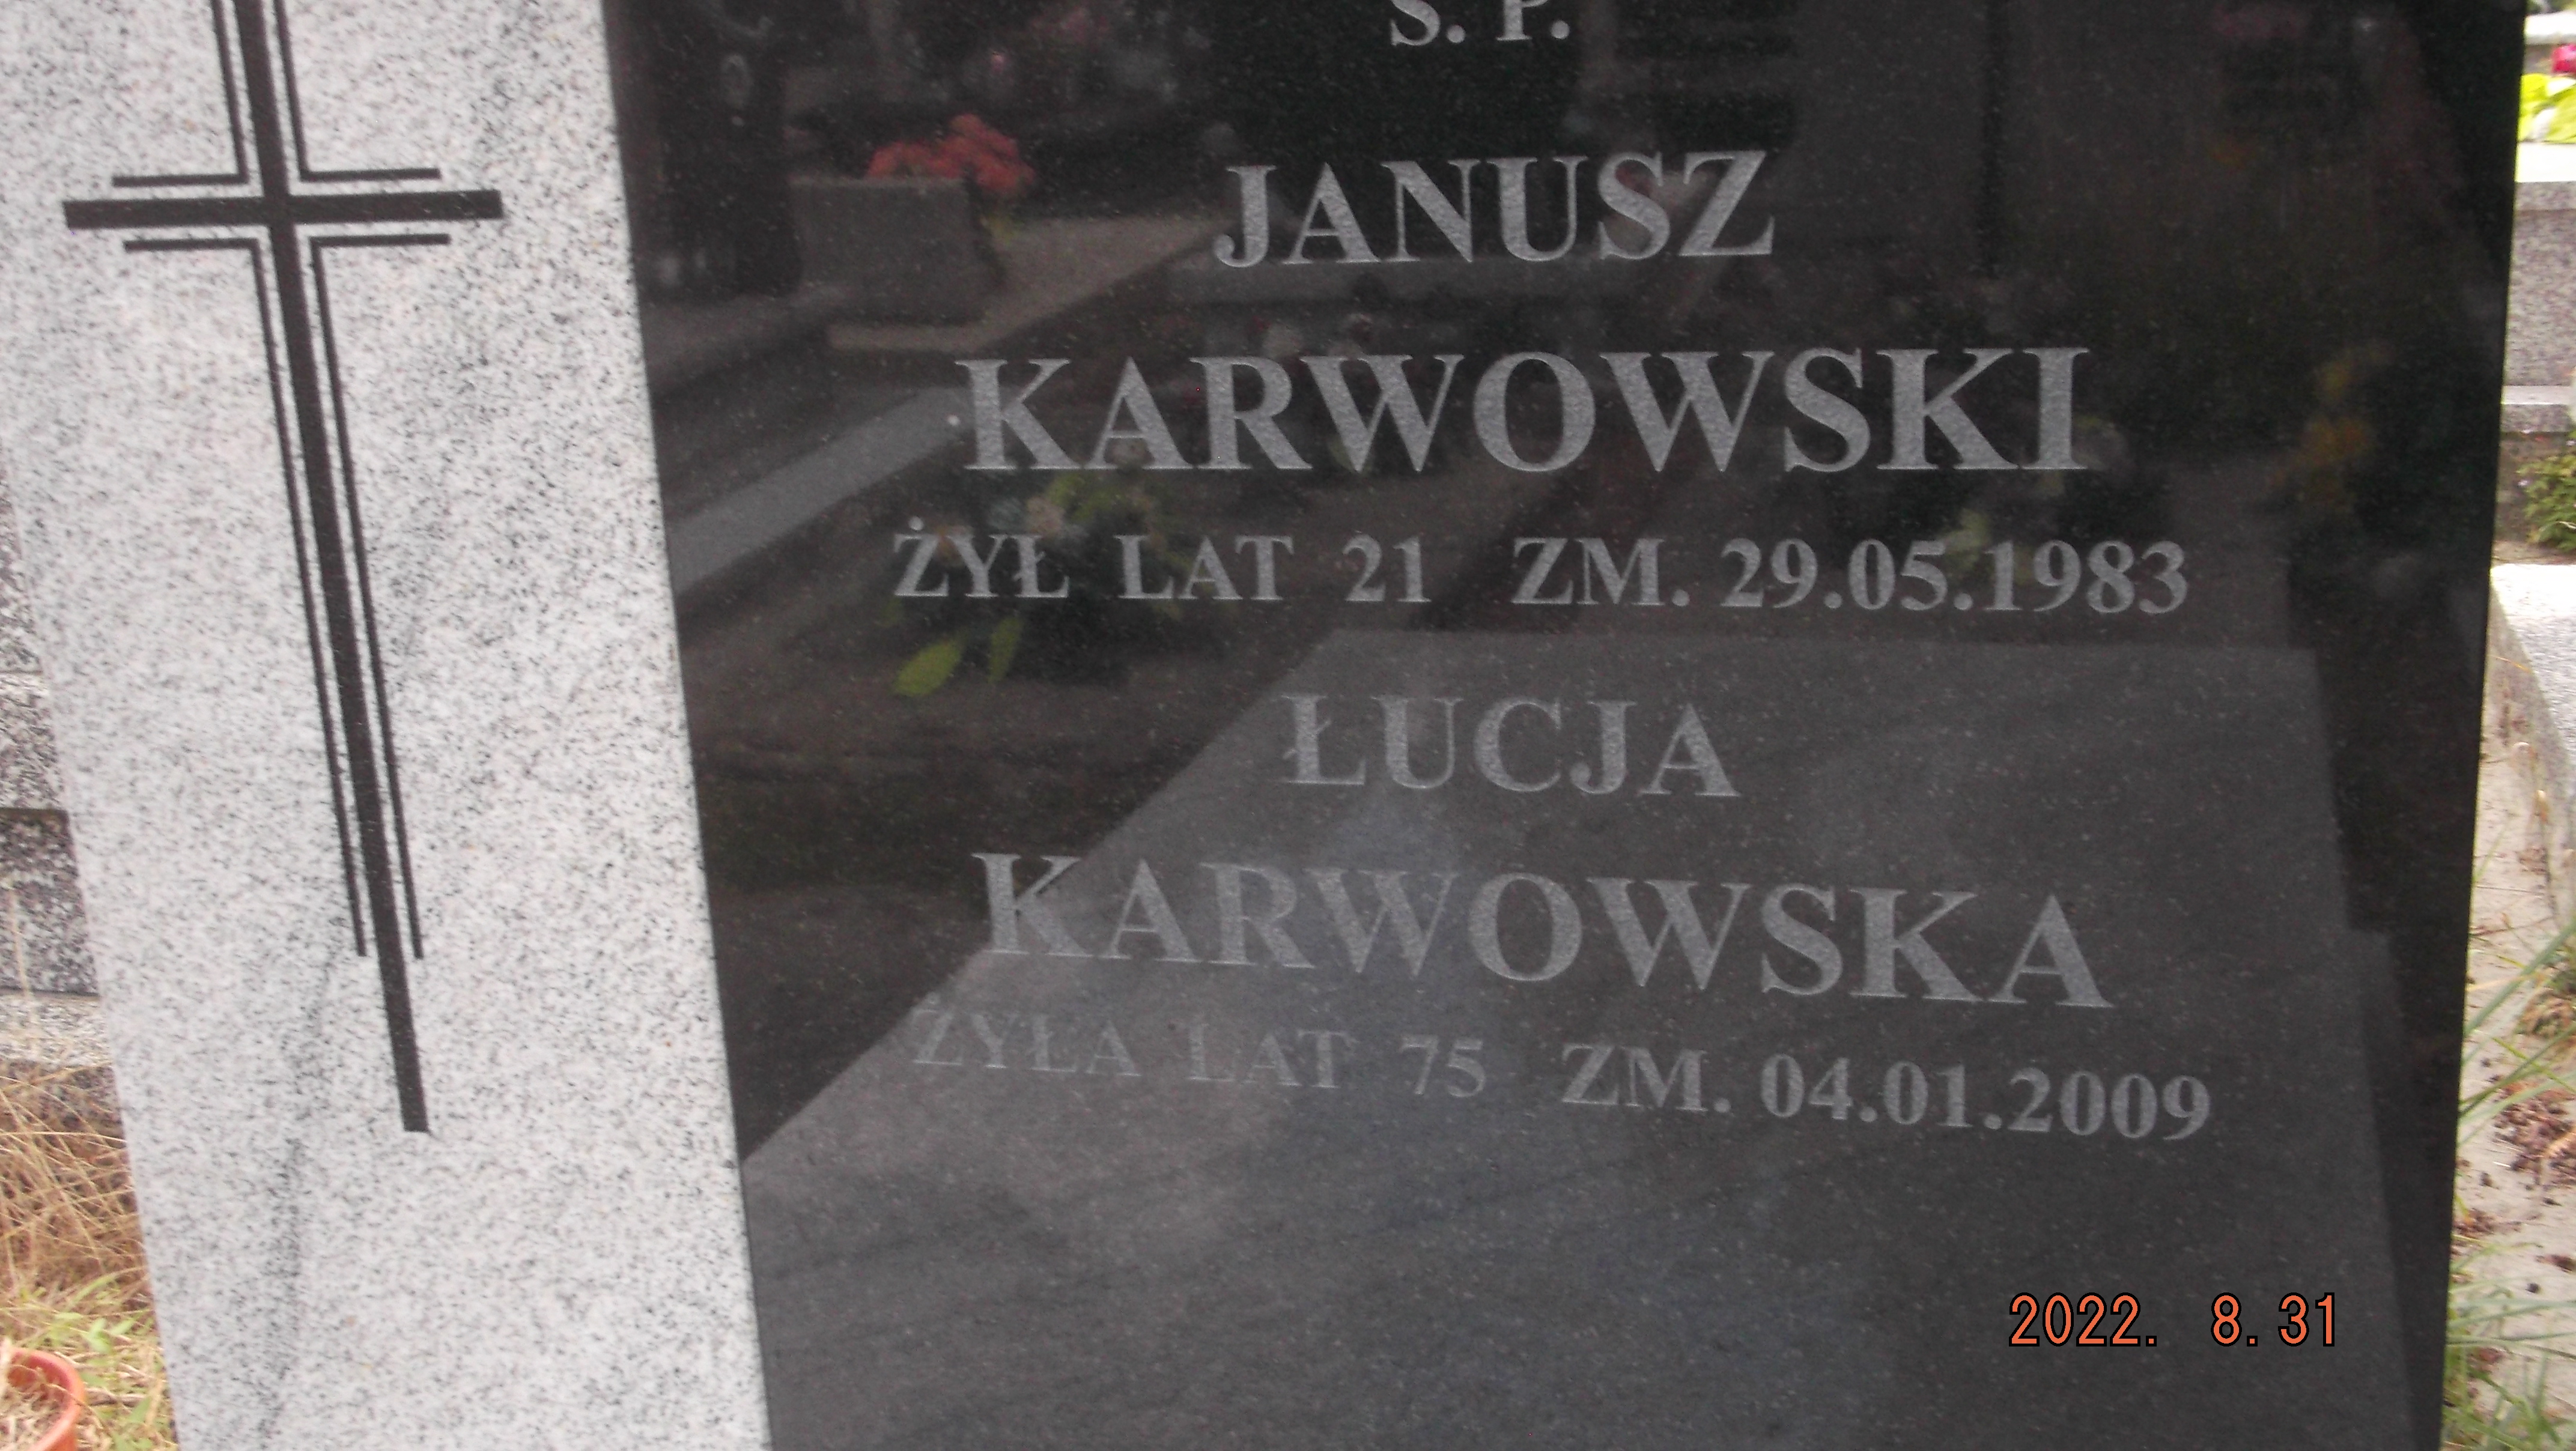 Ś. P.
JANUSZ
KARWOWSKI
ŻYŁ LAT 21 ZM. 29.05.1983
ŁUCJA
KARWOWSKA
ŻYŁA LAT 75 ZM. 04.01.2009
2022. 8.31